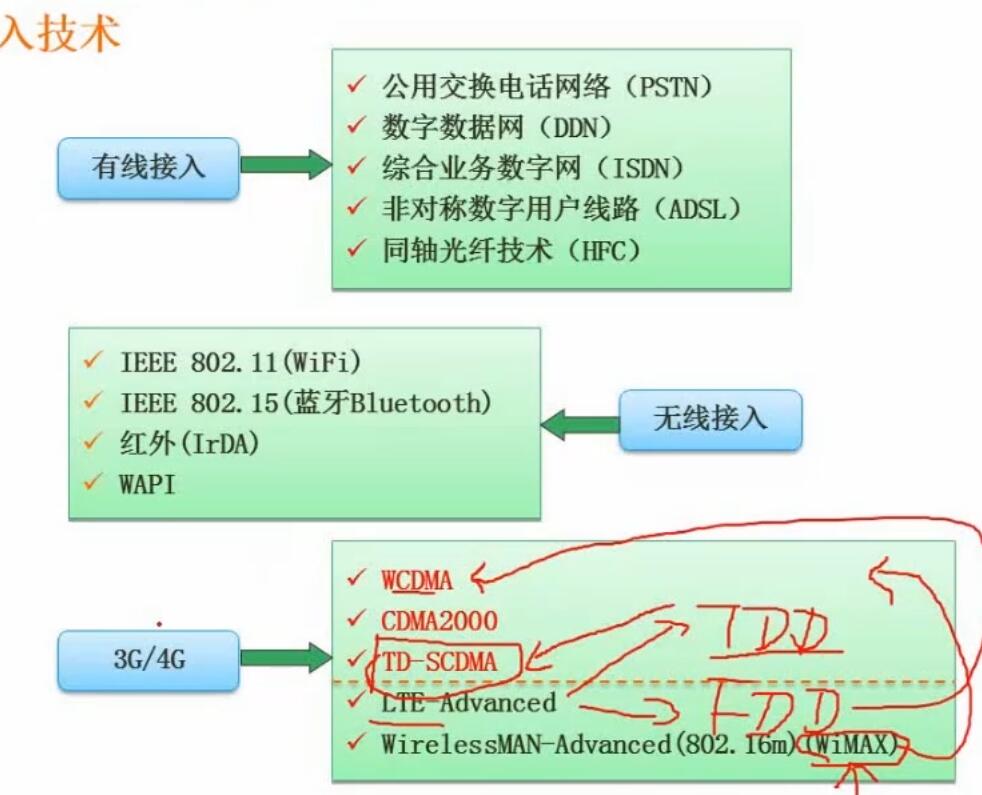 入技术
公用交换电话网络（PSTN）
数字数据网（DDN）
有线接入
综合业务数字网（ISDN）
非对称数字用户线路（ADSL）
同轴光纤技术（HFC）
IEEE 802.11(WiFi)
IEEE 802.15(蓝牙Bluetooth)
红外(IrDA)
WAPI
无线接入
WCDMA
CDMA2000
3G/4G
TD-SCDMA
TDD
LTE-Advanced
FDD
WirelessMAN-Advanced(802.16m)(WiMAX)